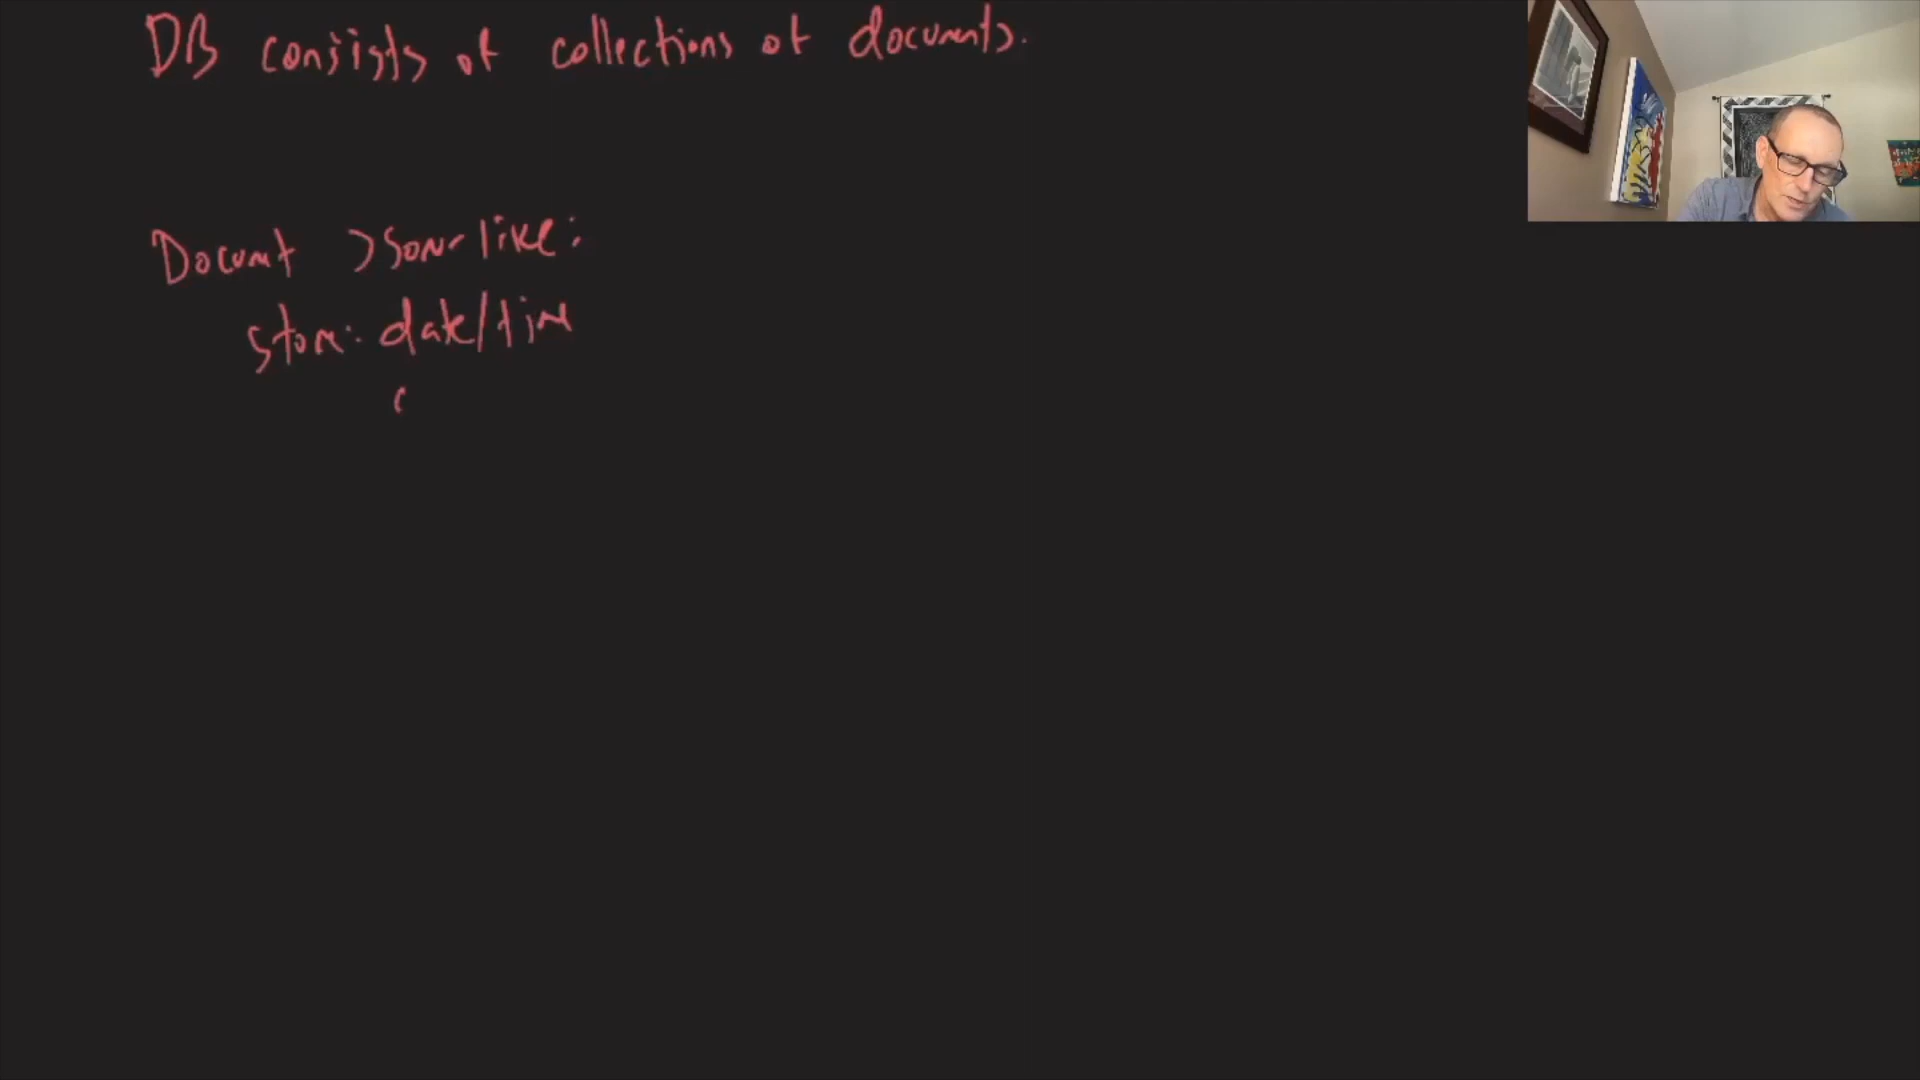 DB consists of collections of documents.
Document JSON-like:
store: date/time